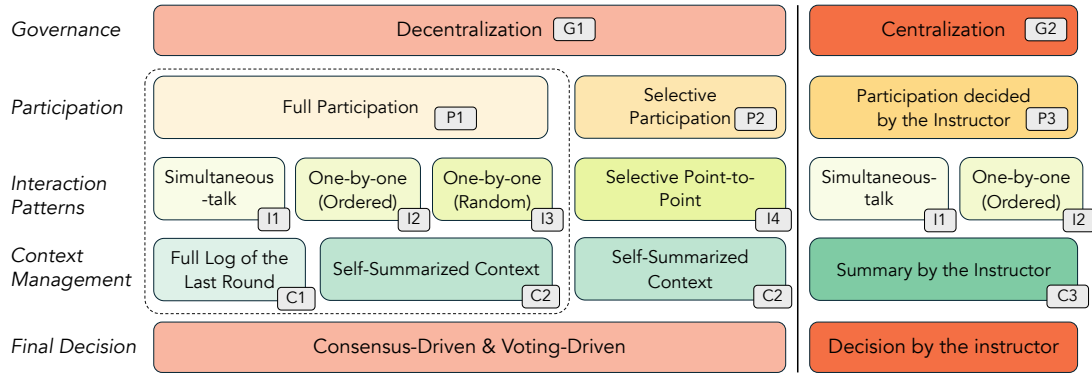 Governance
Decentralization G1
Centralization G2
Participation
Full Participation P1
Selective
Participation P2
Participation decided
by the Instructor P3
Interaction
Patterns
Simultaneous
-talk I1
One-by-one
(Ordered) I2
One-by-one
(Random) I3
Selective Point-to-
Point I4
Simultaneous-
talk I1
One-by-one
(Ordered) I2
Context
Management
Full Log of the
Last Round C1
Self-Summarized Context C2
Self-Summarized
Context C2
Summary by the Instructor C3
Final Decision
Consensus-Driven & Voting-Driven
Decision by the instructor